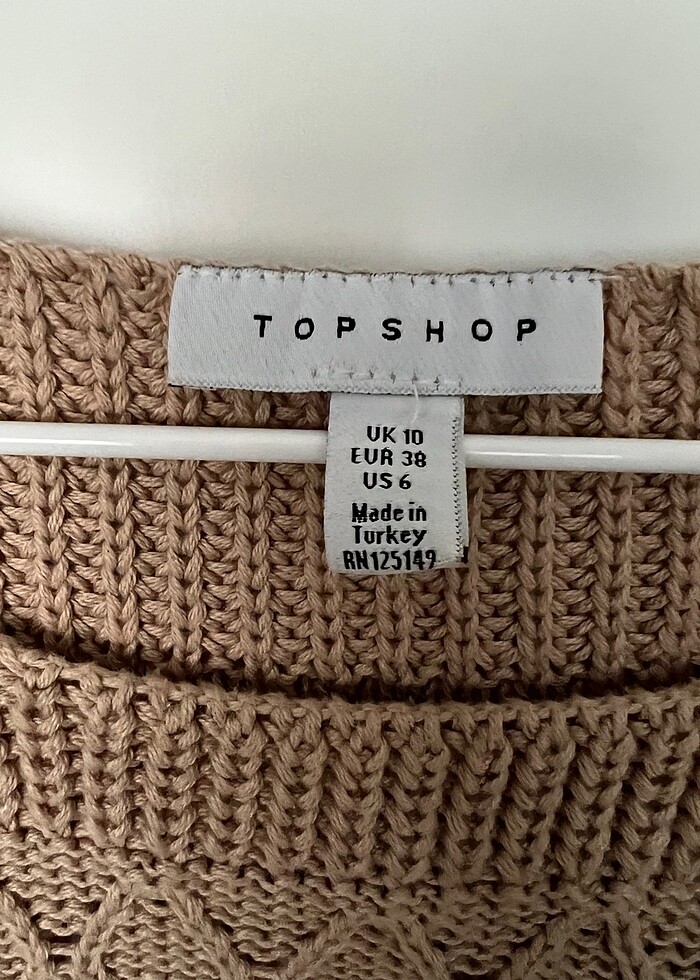 TOPSHOP
UK 10
EUR 38
US 6
Made in
Turkey
RN125149